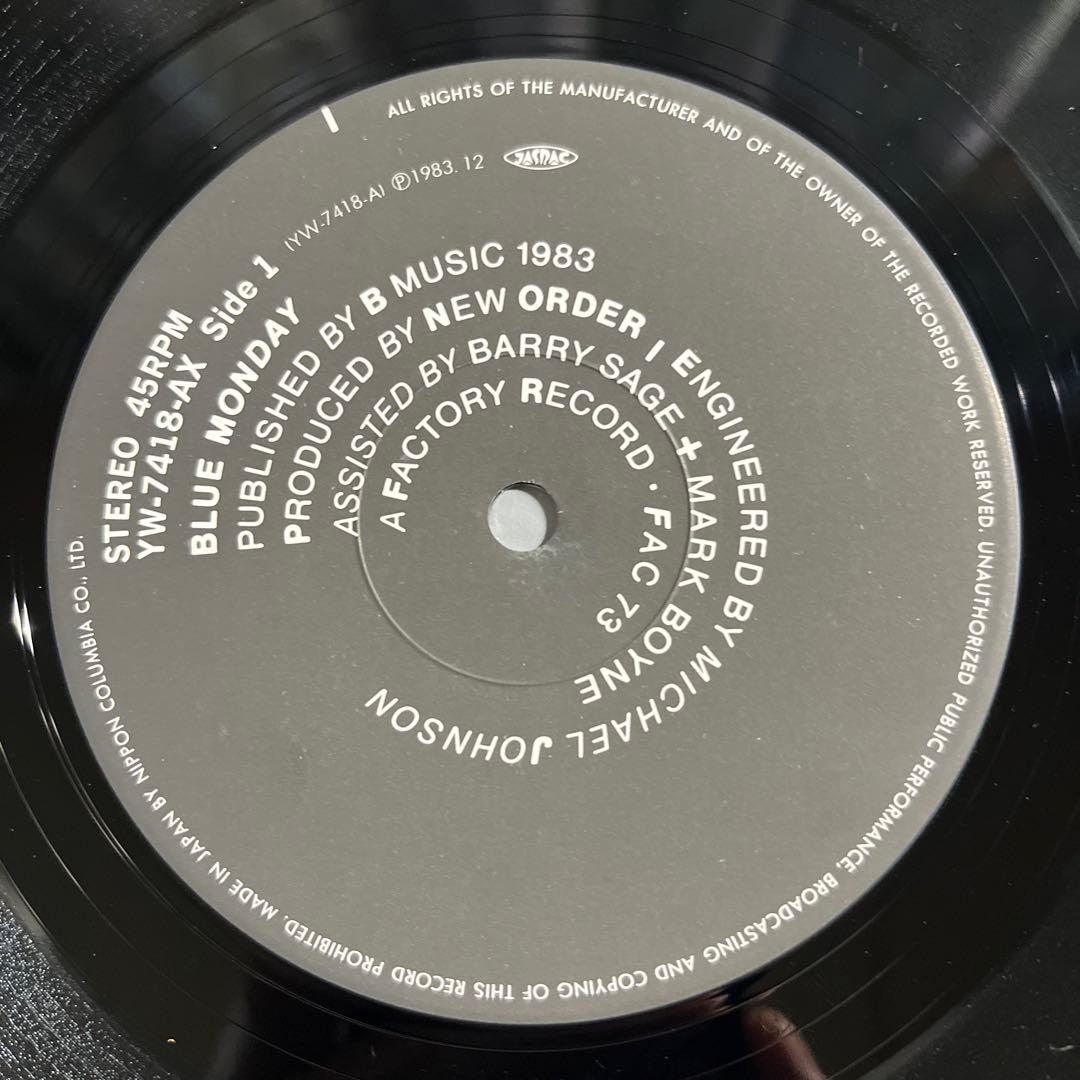 STEREO 45RPM
YW-7418-AX Side 1
(YW-7418-A) Ⓟ1983. 12
JASRAC
BLUE MONDAY
PUBLISHED BY B MUSIC 1983
PRODUCED BY NEW ORDER / ENGINEERED BY MICHAEL JOHNSON
ASSISTED BY BARRY SAGE + MARK BOYNE
A FACTORY RECORD · FAC 73
ALL RIGHTS OF THE MANUFACTURER AND OF THE OWNER OF THE RECORDED WORK RESERVED. UNAUTHORIZED PUBLIC PERFORMANCE, BROADCASTING AND COPYING OF THIS RECORD PROHIBITED. MADE IN JAPAN BY NIPPON COLUMBIA CO., LTD.